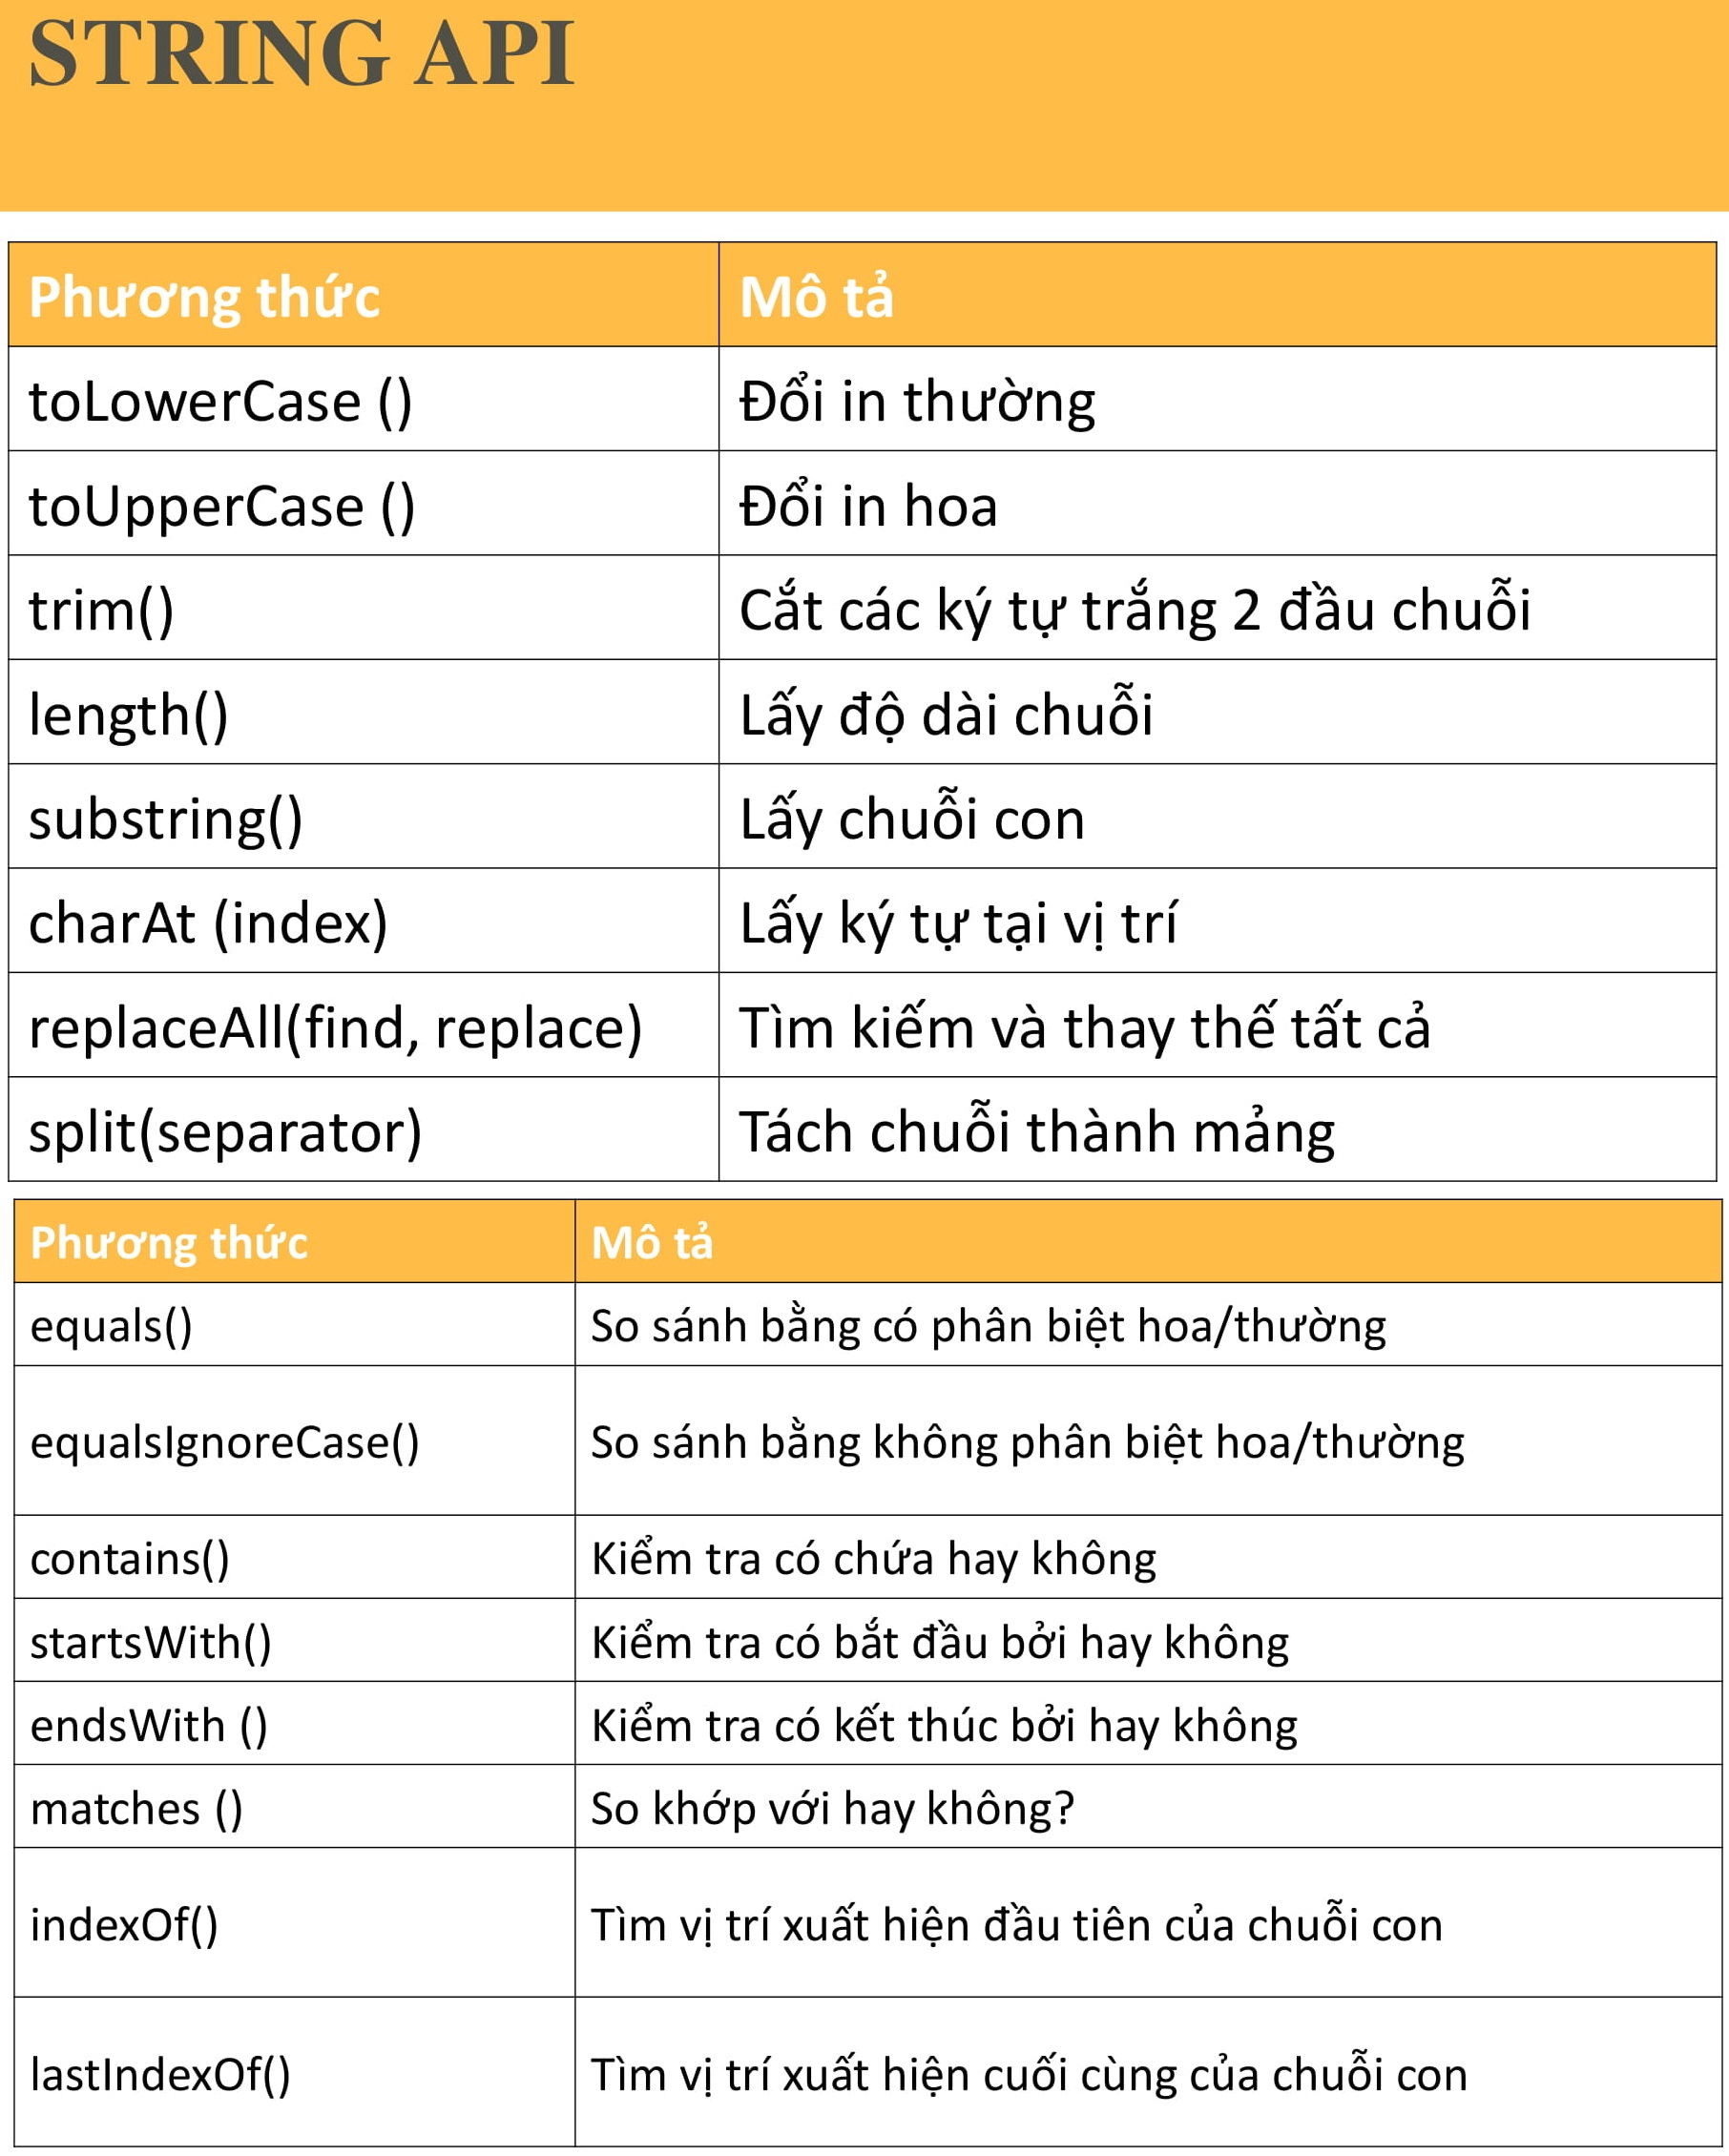 STRING API
Phương thức
Mô tả
toLowerCase ()
Đổi in thường
toUpperCase ()
Đổi in hoa
trim()
Cắt các ký tự trắng 2 đầu chuỗi
length()
Lấy độ dài chuỗi
substring()
Lấy chuỗi con
charAt (index)
Lấy ký tự tại vị trí
replaceAll(find, replace)
Tìm kiếm và thay thế tất cả
split(separator)
Tách chuỗi thành mảng
Phương thức
Mô tả
equals()
So sánh bằng có phân biệt hoa/thường
equalsIgnoreCase()
So sánh bằng không phân biệt hoa/thường
contains()
Kiểm tra có chứa hay không
startsWith()
Kiểm tra có bắt đầu bởi hay không
endsWith ()
Kiểm tra có kết thúc bởi hay không
matches ()
So khớp với hay không?
indexOf()
Tìm vị trí xuất hiện đầu tiên của chuỗi con
lastIndexOf()
Tìm vị trí xuất hiện cuối cùng của chuỗi con